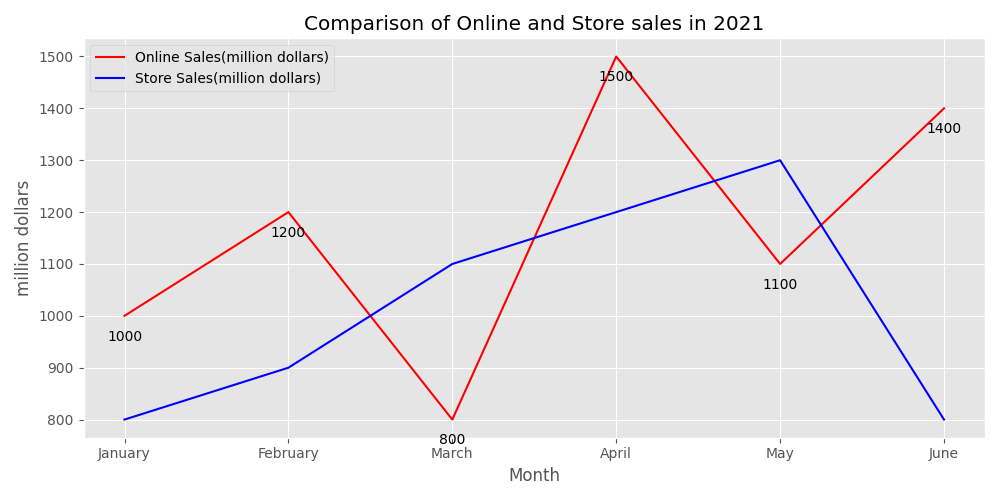 Comparison of Online and Store sales in 2021
Online Sales(million dollars)
Store Sales(million dollars)
million dollars
1500
1400
1300
1200
1100
1000
900
800
1000
1200
800
1500
1100
1400
January February March April May June
Month